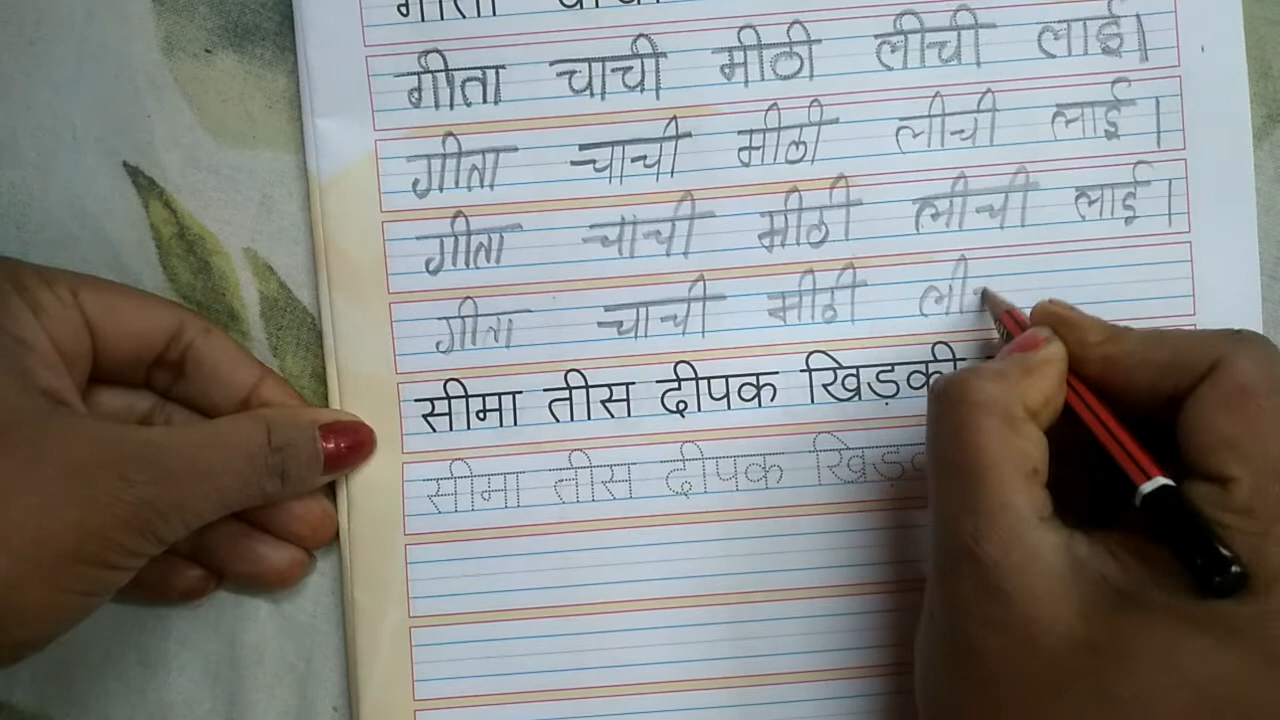 गीता चाची
गीता चाची मीठी लीची लाई।
गीता चाची मीठी लीची लाई।
गीता चाची मीठी लीची लाई।
गीता चाची मीठी ली
सीमा तीस दीपक खिड़की
सीमा तीस दीपक